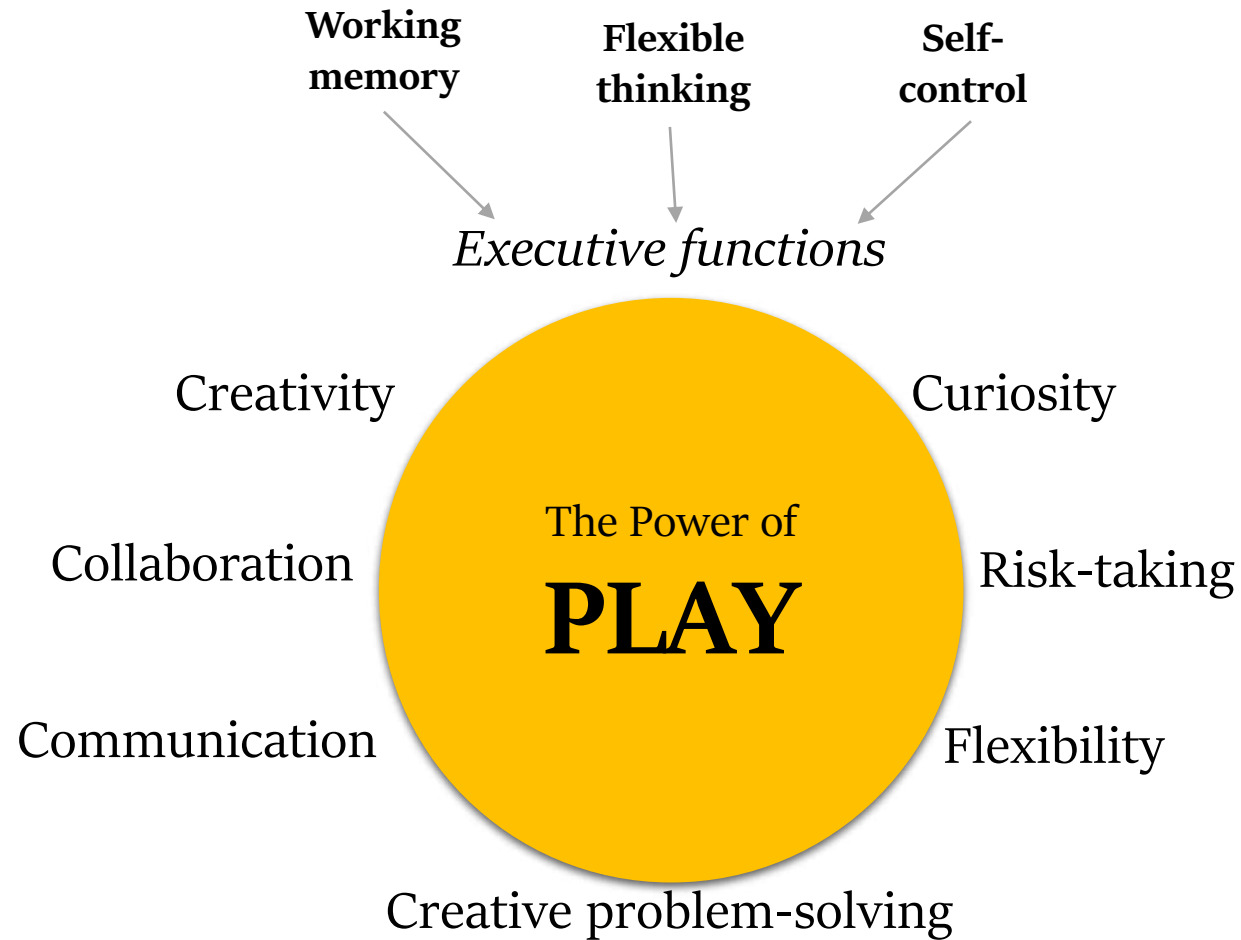 Working
memory
Flexible
thinking
Self-
control
Executive functions
Creativity
Curiosity
The Power of
PLAY
Collaboration
Risk-taking
Communication
Flexibility
Creative problem-solving